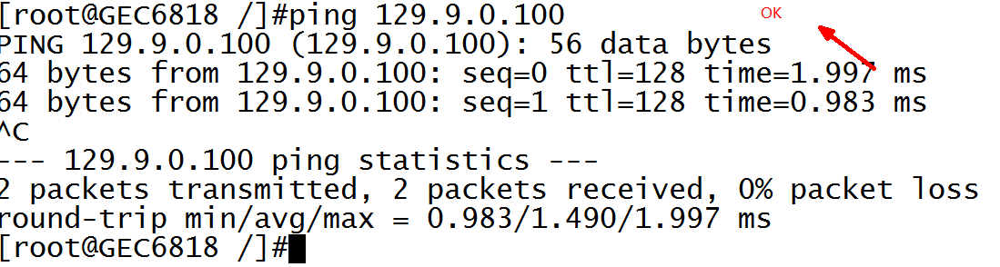 [root@GEC6818 /]#ping 129.9.0.100
OK
PING 129.9.0.100 (129.9.0.100): 56 data bytes
64 bytes from 129.9.0.100: seq=0 ttl=128 time=1.997 ms
64 bytes from 129.9.0.100: seq=1 ttl=128 time=0.983 ms
^C
--- 129.9.0.100 ping statistics ---
2 packets transmitted, 2 packets received, 0% packet loss
round-trip min/avg/max = 0.983/1.490/1.997 ms
[root@GEC6818 /]#